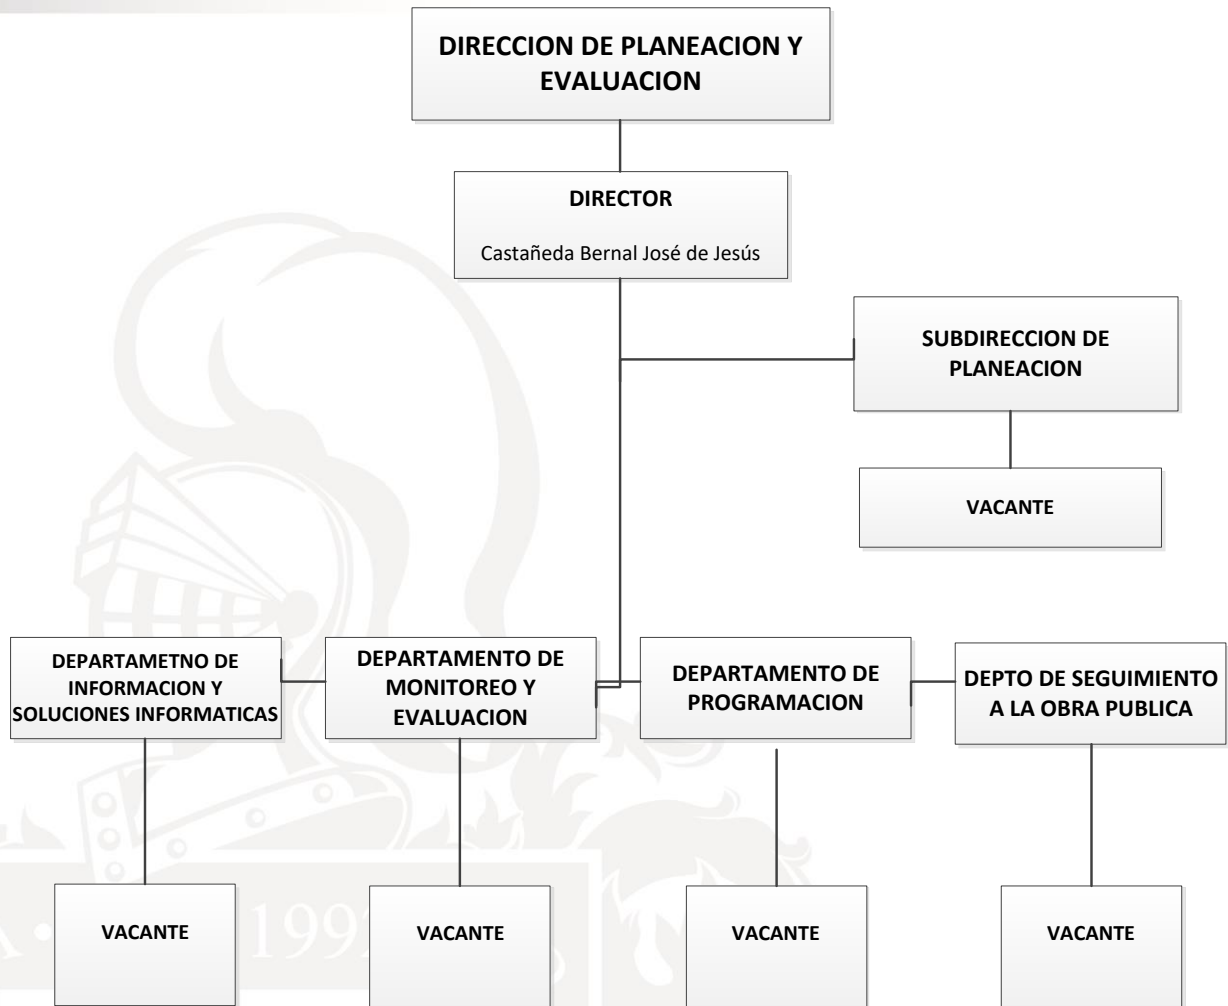 DIRECCION DE PLANEACION Y
EVALUACION
DIRECTOR
Castañeda Bernal José de Jesús
SUBDIRECCION DE
PLANEACION
VACANTE
DEPARTAMETNO DE
INFORMACION Y
SOLUCIONES INFORMATICAS
DEPARTAMENTO DE
MONITOREO Y
EVALUACION
DEPARTAMENTO DE
PROGRAMACION
DEPTO DE SEGUIMIENTO
A LA OBRA PUBLICA
VACANTE
VACANTE
VACANTE
VACANTE